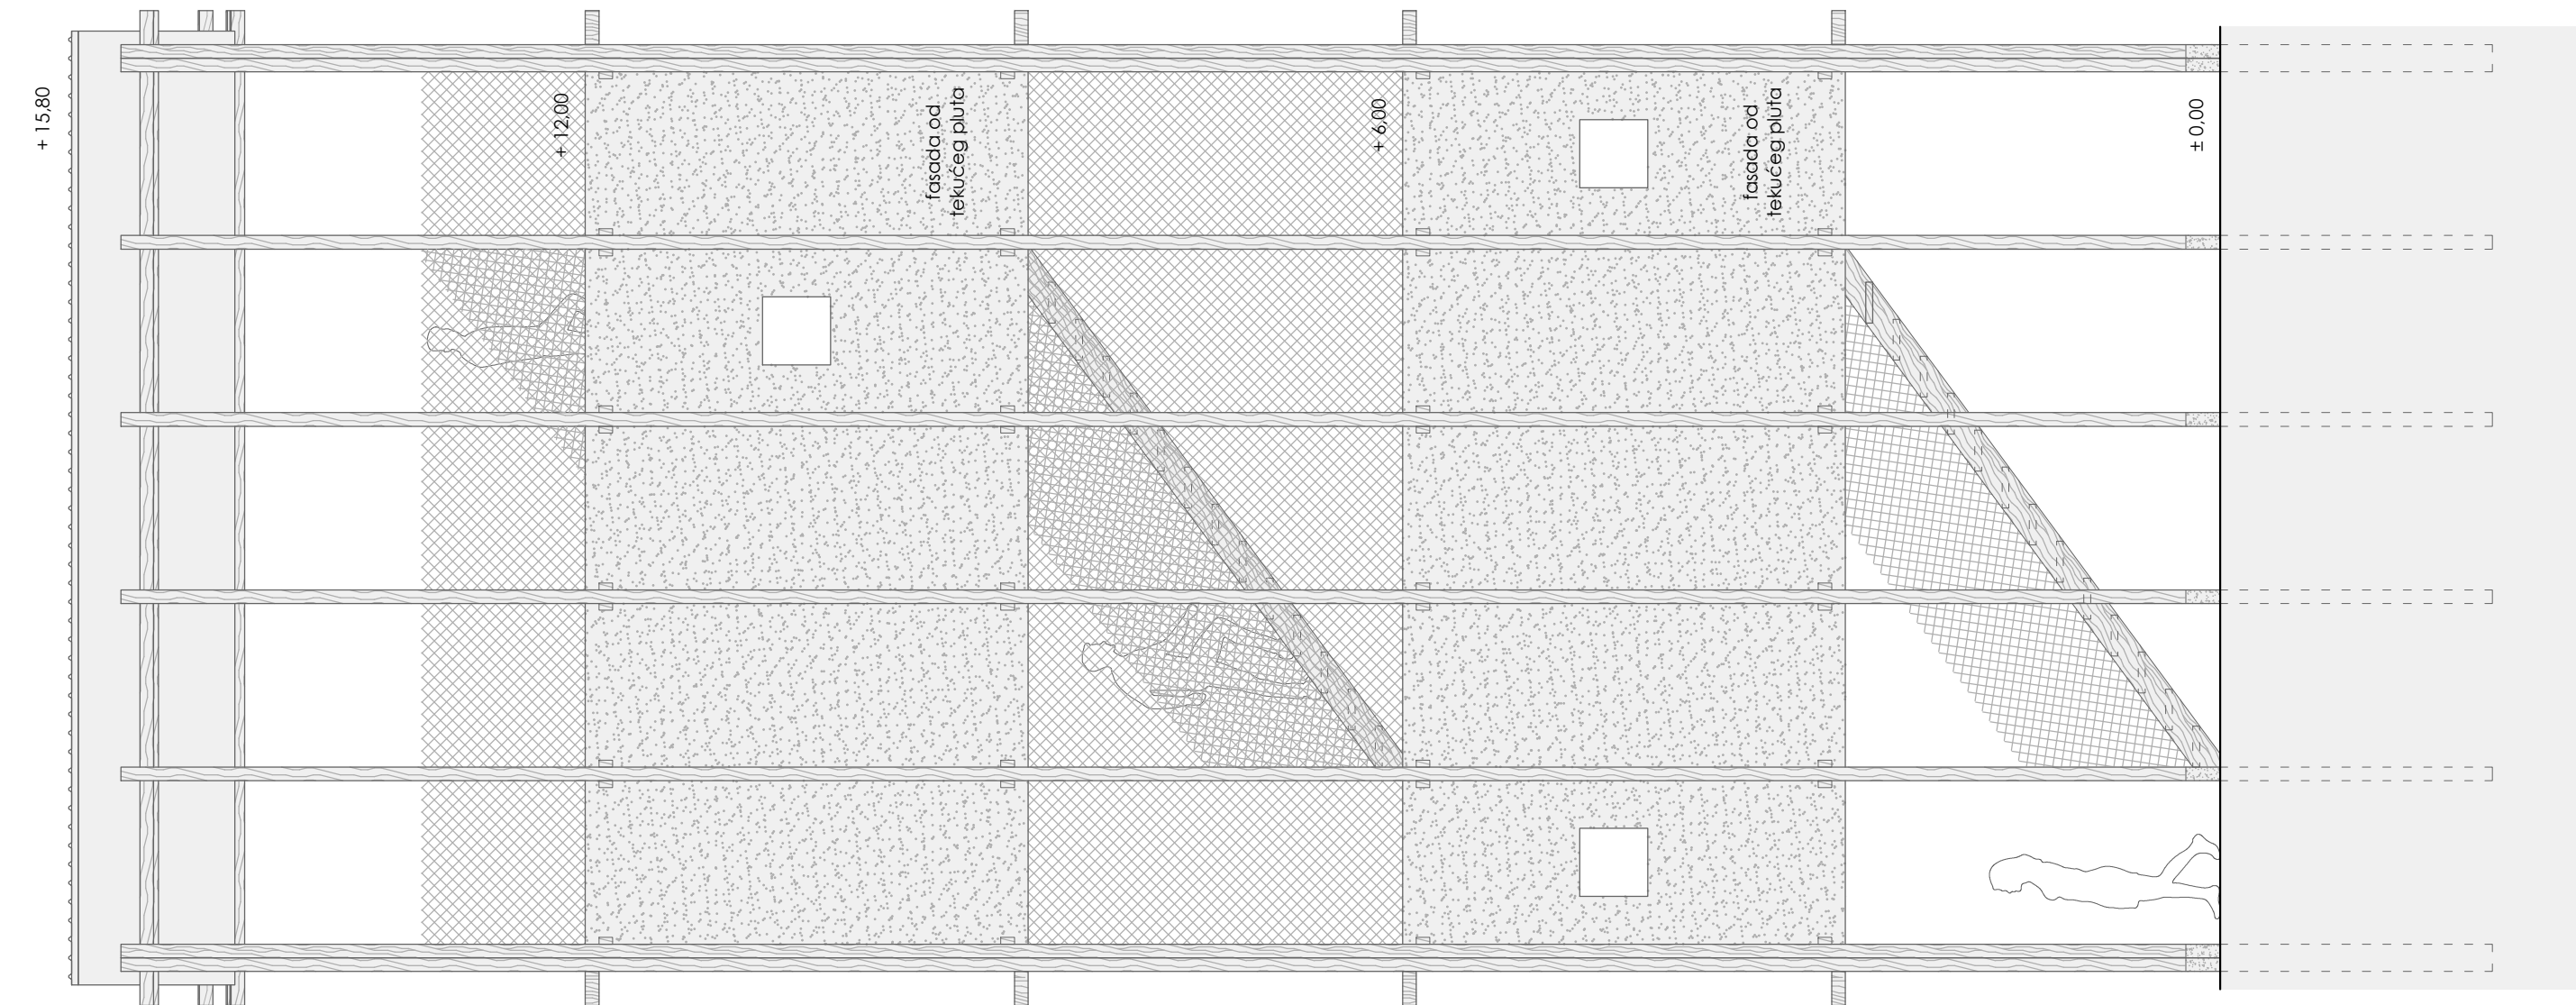 + 15,80
+ 12,00
fasada od
tekućeg pluta
+ 6,00
fasada od
tekućeg pluta
± 0,00